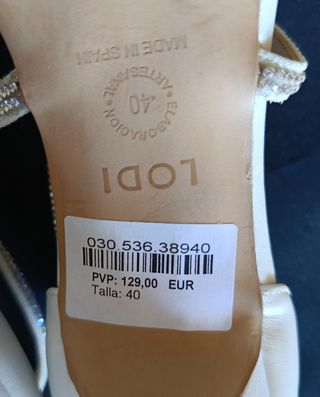 MADE IN SPAIN
ELABORACION ARTESANAL
40
LODI
030.536.38940
PVP: 129,00 EUR
Talla: 40